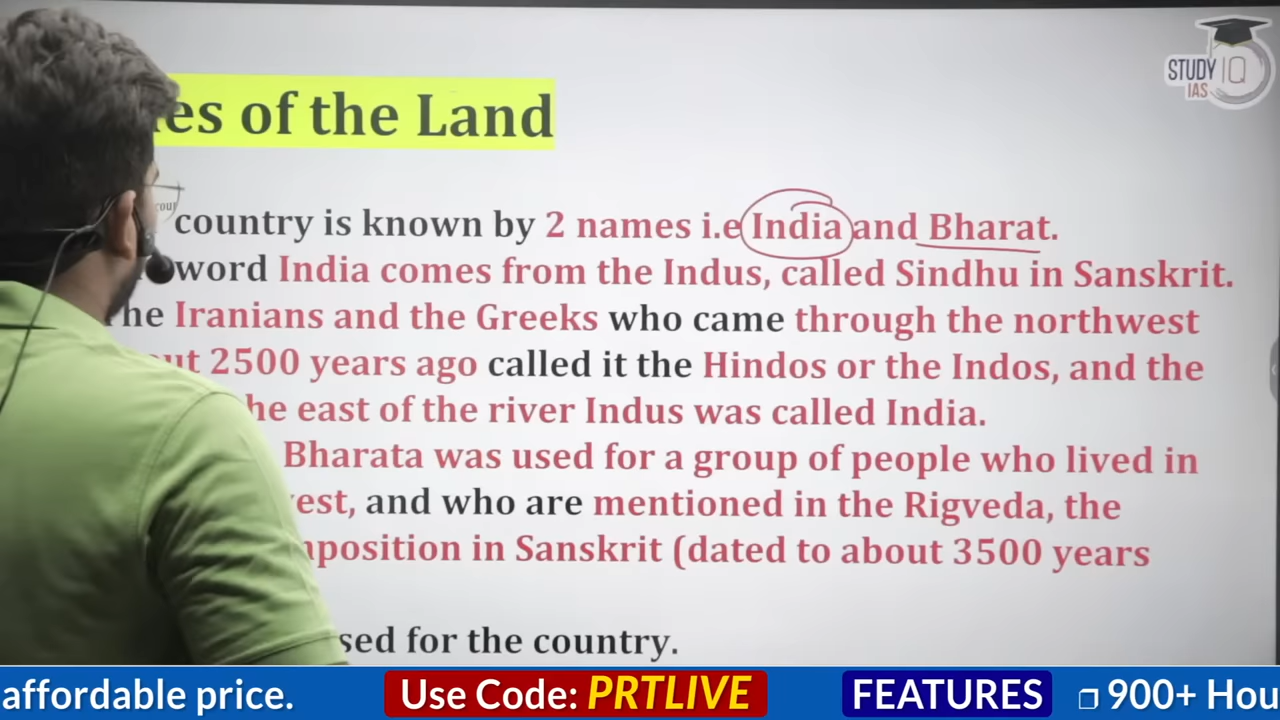 STUDY IQ
IAS
es of the Land
country is known by 2 names i.e India and Bharat.
word India comes from the Indus, called Sindhu in Sanskrit.
he Iranians and the Greeks who came through the northwest
ut 2500 years ago called it the Hindos or the Indos, and the
he east of the river Indus was called India.
Bharata was used for a group of people who lived in
est, and who are mentioned in the Rigveda, the
position in Sanskrit (dated to about 3500 years
sed for the country.
affordable price. Use Code: PRTLIVE FEATURES 900+ Hou